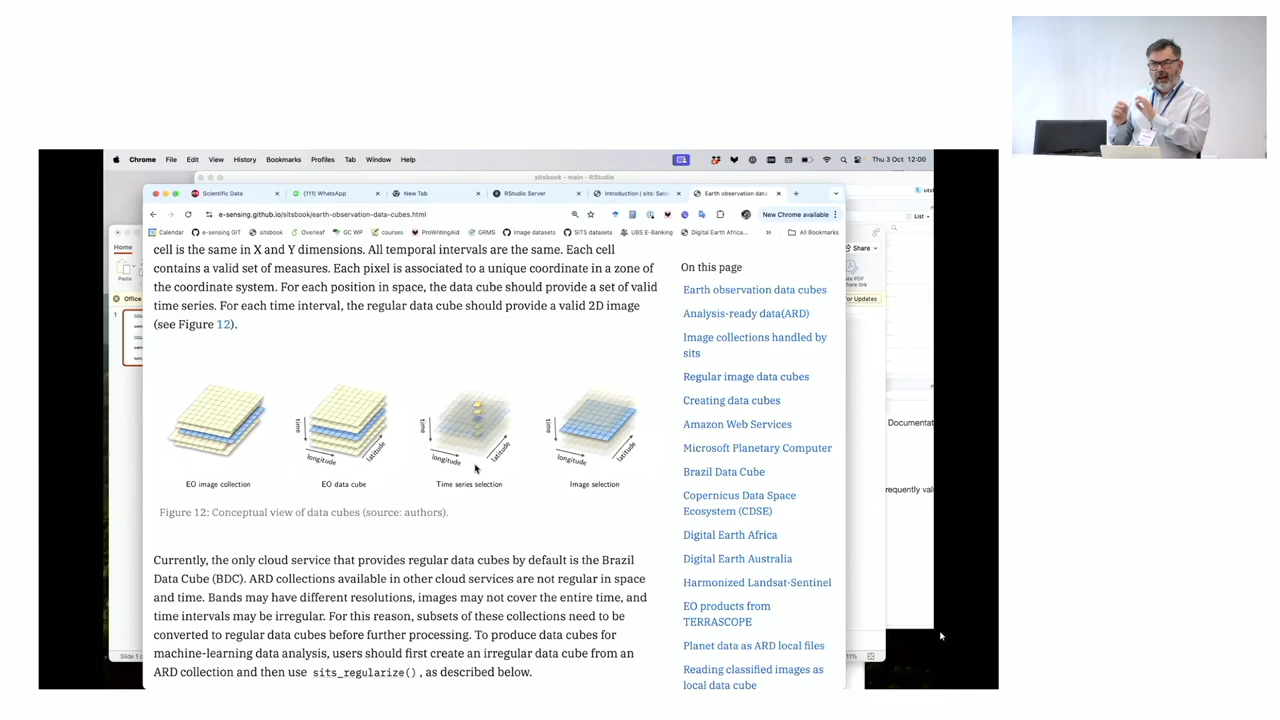 Chrome File Edit View History Bookmarks Profiles Tab Window Help
Thu 3 Oct 12:00
sitsbook - main - RStudio
Scientific Data
(111) WhatsApp
New Tab
RStudio Server
Introduction | sits: Sate
Earth observation data
e-sensing.github.io/sitsbook/earth-observation-data-cubes.html
New Chrome available
Calendar e-sensing GIT sitsbook Overleaf GC WP courses ProWritingAid GRMS Image datasets SITS datasets UBS E-Banking Digital Earth Africa... » All Bookmarks
List
Home
Share
Paste
Office
for Updates
1
cell is the same in X and Y dimensions. All temporal intervals are the same. Each cell
contains a valid set of measures. Each pixel is associated to a unique coordinate in a zone of
the coordinate system. For each position in space, the data cube should provide a set of valid
time series. For each time interval, the regular data cube should provide a valid 2D image
(see Figure 12).
time longitude latitude
time longitude latitude
time longitude latitude
EO image collection
EO data cube
Time series selection
Image selection
Figure 12: Conceptual view of data cubes (source: authors).
Currently, the only cloud service that provides regular data cubes by default is the Brazil
Data Cube (BDC). ARD collections available in other cloud services are not regular in space
and time. Bands may have different resolutions, images may not cover the entire time, and
time intervals may be irregular. For this reason, subsets of these collections need to be
converted to regular data cubes before further processing. To produce data cubes for
machine-learning data analysis, users should first create an irregular data cube from an
ARD collection and then use sits_regularize(), as described below.
On this page
Earth observation data cubes
Analysis-ready data(ARD)
Image collections handled by
sits
Regular image data cubes
Creating data cubes
Amazon Web Services
Microsoft Planetary Computer
Brazil Data Cube
Copernicus Data Space
Ecosystem (CDSE)
Digital Earth Africa
Digital Earth Australia
Harmonized Landsat-Sentinel
EO products from
TERRASCOPE
Planet data as ARD local files
Reading classified images as
local data cube
Documentat
requently val
Slide 1
11%